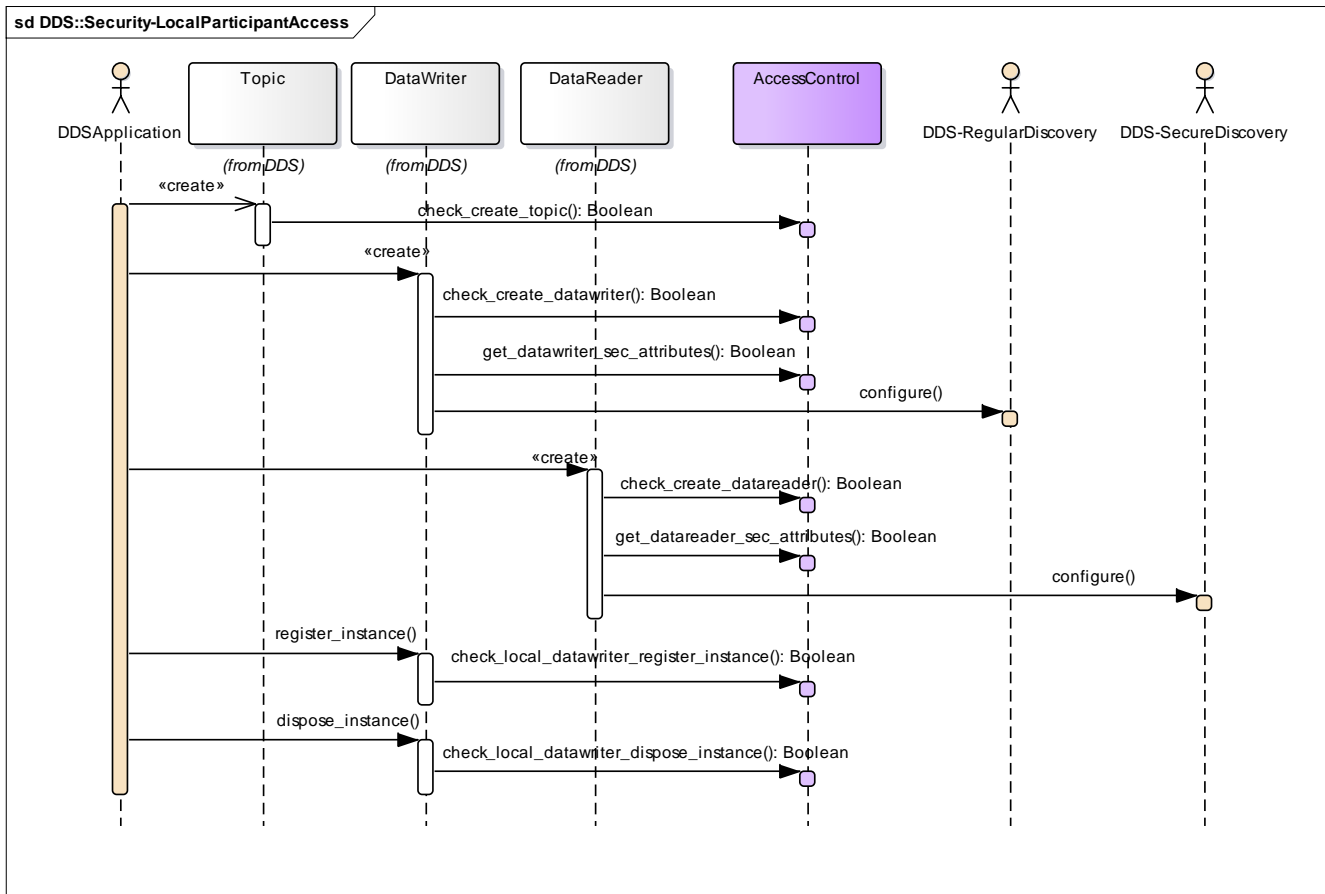 sd DDS::Security-LocalParticipantAccess
Topic
DataWriter
DataReader
AccessControl
DDSApplication
DDS-RegularDiscovery
DDS-SecureDiscovery
(from DDS)
(from DDS)
(from DDS)
«create»
check_create_topic(): Boolean
«create»
check_create_datawriter(): Boolean
get_datawriter_sec_attributes(): Boolean
configure()
«create»
check_create_datareader(): Boolean
get_datareader_sec_attributes(): Boolean
configure()
register_instance()
check_local_datawriter_register_instance(): Boolean
dispose_instance()
check_local_datawriter_dispose_instance(): Boolean